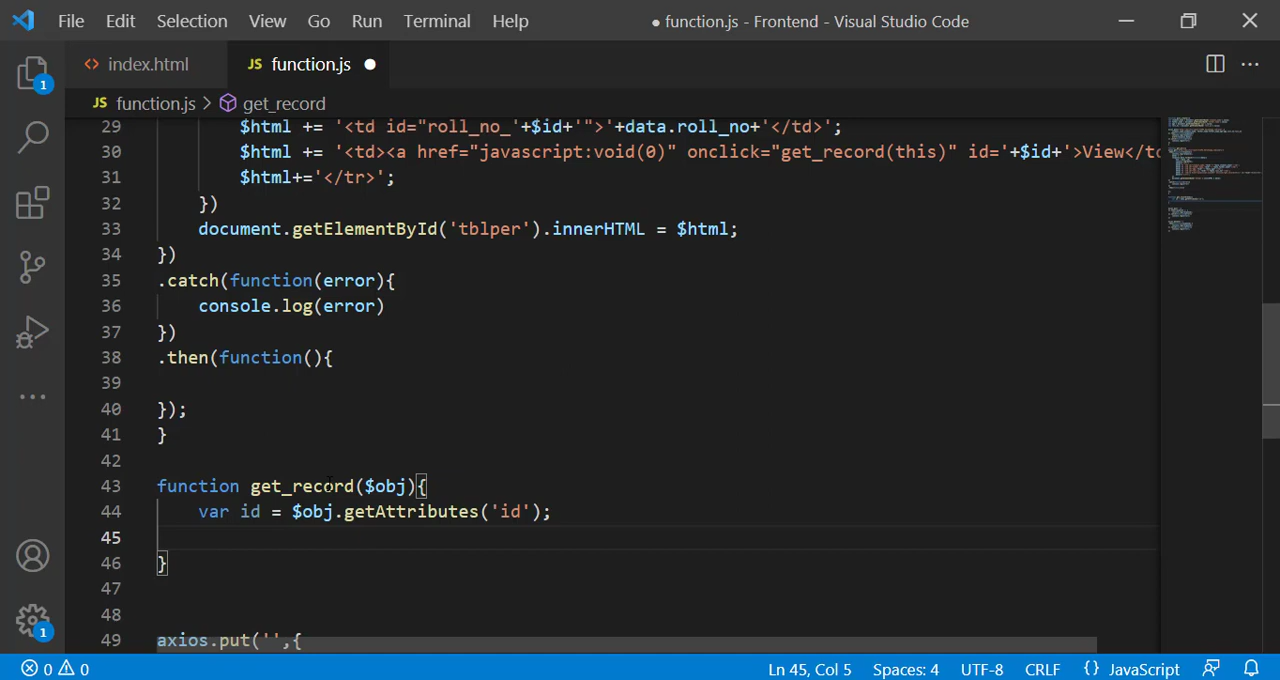 File Edit Selection View Go Run Terminal Help ● function.js - Frontend - Visual Studio Code
<> index.html JS function.js ●
JS function.js > get_record
29 $html += '<td id="roll_no_'+$id+'">'+data.roll_no+'</td>';
30 $html += '<td><a href="javascript:void(0)" onclick="get_record(this)" id='+$id+'>View</td
31 $html+='</tr>';
32 })
33 document.getElementById('tblper').innerHTML = $html;
34 })
35 .catch(function(error){
36 console.log(error)
37 })
38 .then(function(){
39
40 });
41 }
42
43 function get_record($obj){
44 var id = $obj.getAttributes('id');
45
46 }
47
48
49 axios.put('',{
1
1
0 0 Ln 45, Col 5 Spaces: 4 UTF-8 CRLF {} JavaScript